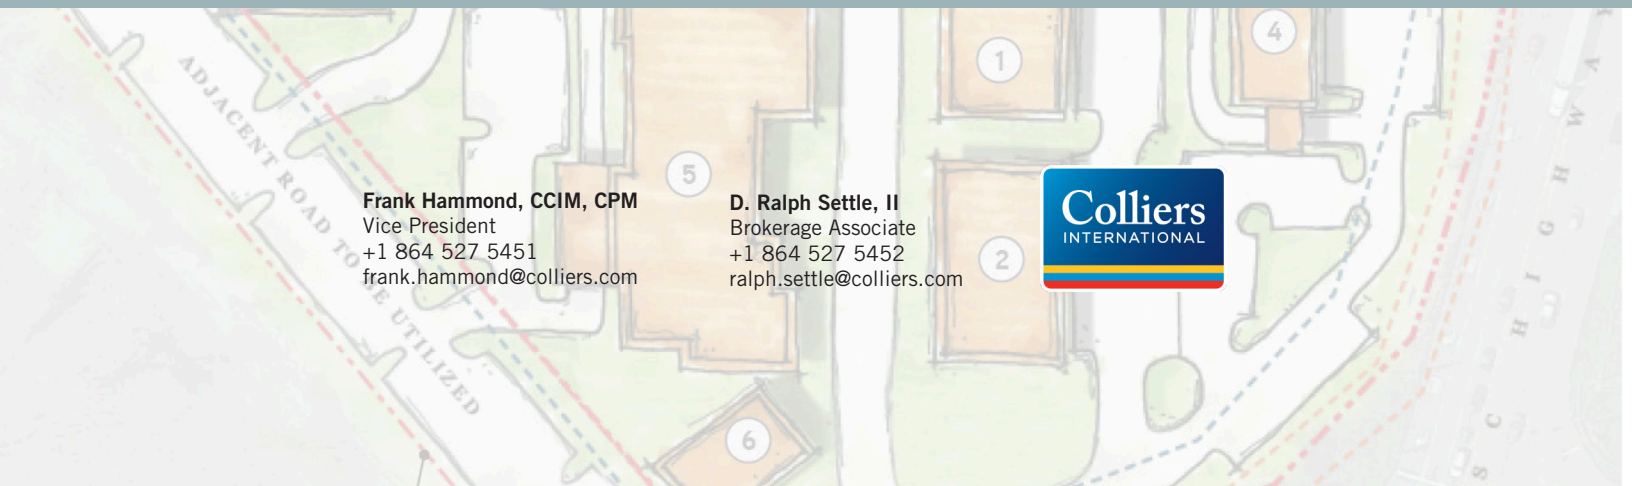 4
1
ADJACENT ROAD TO BE UTILIZED
5
Frank Hammond, CCIM, CPM
Vice President
+1 864 527 5451
frank.hammond@colliers.com
D. Ralph Settle, II
Brokerage Associate
+1 864 527 5452
ralph.settle@colliers.com
2
Colliers
INTERNATIONAL
6
SC HIGHWA